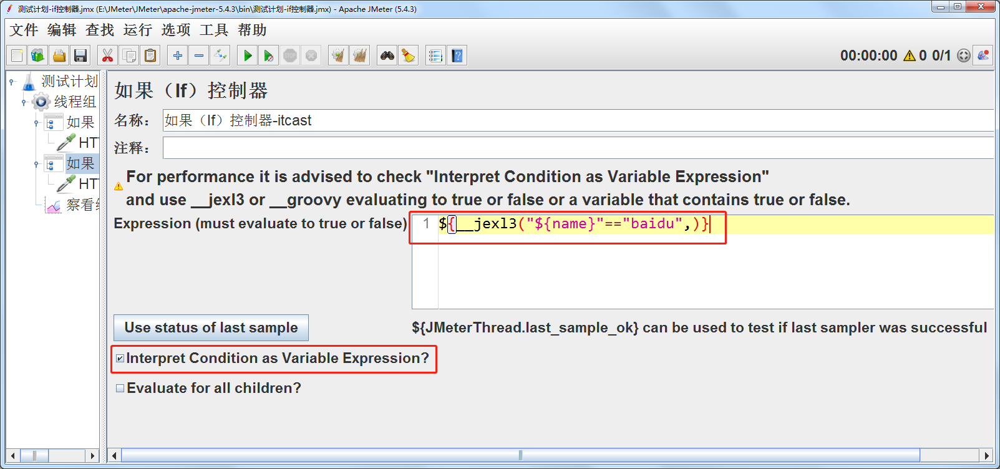 测试计划-if控制器.jmx (E:\JMeter\JMeter\apache-jmeter-5.4.3\bin\测试计划-if控制器.jmx) - Apache JMeter (5.4.3)
文件 编辑 查找 运行 选项 工具 帮助
STOP
00:00:00 0 0/1
测试计划
线程组
如果
HTT
如果
HTT
察看结
如果（If）控制器
名称： 如果（If）控制器-itcast
注释：
For performance it is advised to check "Interpret Condition as Variable Expression"
and use __jexl3 or __groovy evaluating to true or false or a variable that contains true or false.
Expression (must evaluate to true or false) 1 ${__jexl3("${name}"=="baidu",)}
Use status of last sample ${JMeterThread.last_sample_ok} can be used to test if last sampler was successful
Interpret Condition as Variable Expression?
Evaluate for all children?